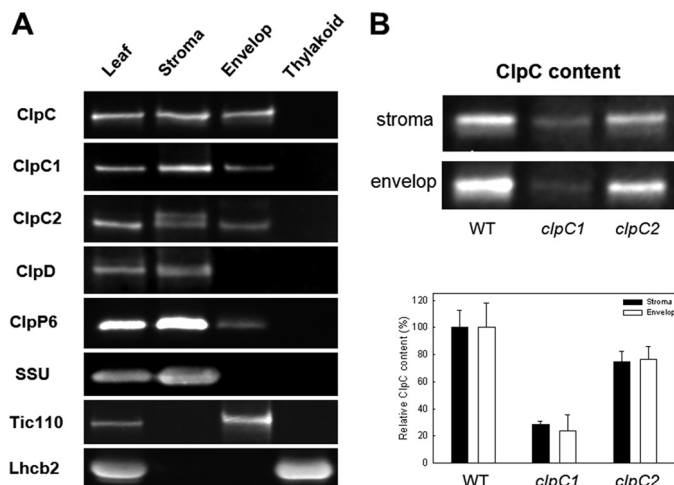 A
Leaf Stroma Envelop Thylakoid
ClpC
ClpC1
ClpC2
ClpD
ClpP6
SSU
Tic110
Lhcb2
B
ClpC content
stroma
envelop
WT clpC1 clpC2
Relative ClpC content (%)
120
100
80
60
40
20
0
Stroma
Envelop
WT clpC1 clpC2